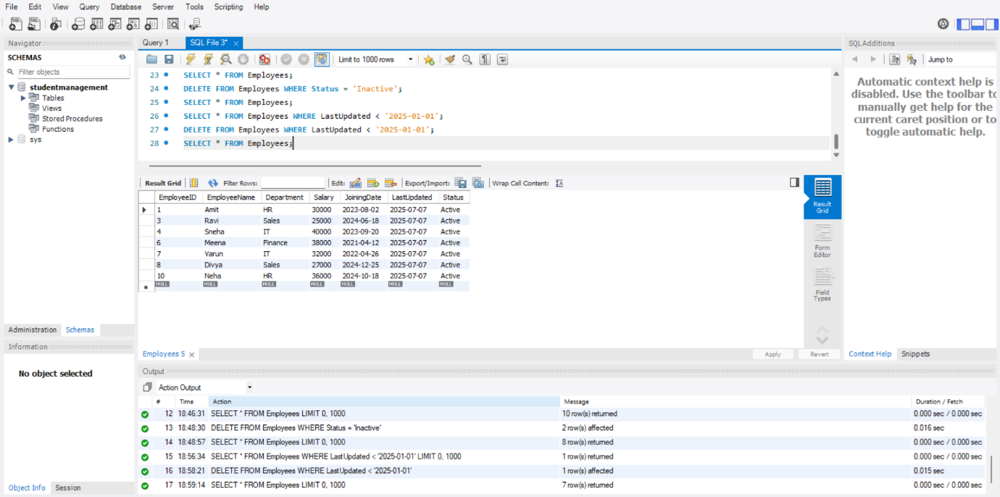 File Edit View Query Database Server Tools Scripting Help
Navigator
SCHEMAS
Filter objects
studentmanagement
Tables
Views
Stored Procedures
Functions
sys
Administration Schemas
Information
No object selected
Object Info Session
Query 1 SQL File 3*
Limit to 1000 rows
23 SELECT * FROM Employees;
24 DELETE FROM Employees WHERE Status = 'Inactive';
25 SELECT * FROM Employees;
26 SELECT * FROM Employees WHERE LastUpdated < '2025-01-01';
27 DELETE FROM Employees WHERE LastUpdated < '2025-01-01';
28 SELECT * FROM Employees;
Result Grid Filter Rows: Edit: Export/Import: Wrap Cell Content:
EmployeeID EmployeeName Department Salary JoiningDate LastUpdated Status
1 Amit HR 30000 2023-08-02 2025-07-07 Active
3 Ravi Sales 25000 2024-06-18 2025-07-07 Active
4 Sneha IT 40000 2023-09-20 2025-07-07 Active
6 Meena Finance 38000 2021-04-12 2025-07-07 Active
7 Varun IT 32000 2022-04-26 2025-07-07 Active
8 Divya Sales 27000 2024-12-25 2025-07-07 Active
10 Neha HR 36000 2024-10-18 2025-07-07 Active
NULL NULL NULL NULL NULL NULL NULL
Result
Grid
Form
Editor
Field
Types
Employees 5 Apply Revert
SQLAdditions
Jump to
Automatic context help is
disabled. Use the toolbar to
manually get help for the
current caret position or to
toggle automatic help.
Context Help Snippets
Output
Action Output
# Time Action Message Duration / Fetch
12 18:46:31 SELECT * FROM Employees LIMIT 0, 1000 10 row(s) returned 0.000 sec / 0.000 sec
13 18:48:30 DELETE FROM Employees WHERE Status = 'Inactive' 2 row(s) affected 0.016 sec
14 18:48:57 SELECT * FROM Employees LIMIT 0, 1000 8 row(s) returned 0.000 sec / 0.000 sec
15 18:56:34 SELECT * FROM Employees WHERE LastUpdated < '2025-01-01' LIMIT 0, 1000 1 row(s) returned 0.000 sec / 0.000 sec
16 18:58:21 DELETE FROM Employees WHERE LastUpdated < '2025-01-01' 1 row(s) affected 0.015 sec
17 18:59:14 SELECT * FROM Employees LIMIT 0, 1000 7 row(s) returned 0.000 sec / 0.000 sec